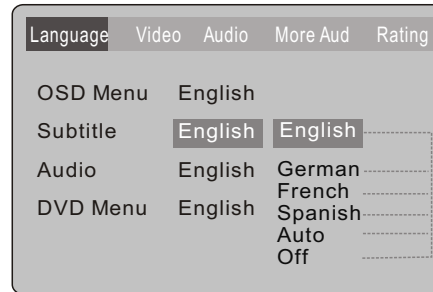 Language Video Audio More Aud Rating
OSD Menu English
Subtitle English English
Audio English German
French
DVD Menu English Spanish
Auto
Off